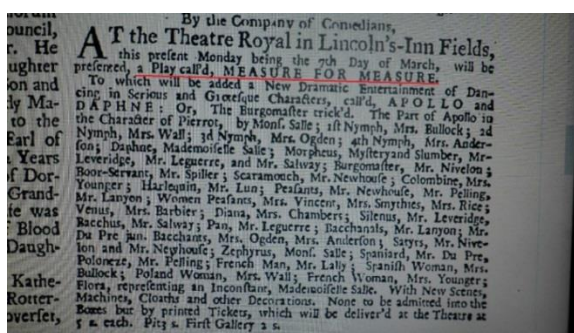 ouncil,
r. He
ughter
on and
ly Ma-
to the
Earl of
Years
f Dor-
Grand-
fe was
Blood
Daugh-
Kathe-
Rotter-
overset,
By the Company of Comedians,
AT the Theatre Royal in Lincoln's-Inn Fields,
this present Monday being the 7th Day of March, will be
presented, a Play call'd, MEASURE FOR MEASURE.
To which will be added a New Dramatic Entertainment of Dan-
cing in Serious and Grotesque Characters, call'd, APOLLO and
DAPHNE: Or, The Burgomaster trick'd. The Part of Apollo in
the Character of Pierrot, by Mons. Salle; 1st Nymph, Mrs. Bullock; 2d
Nymph, Mrs. Wall; 3d Nymph, Mrs. Ogden; 4th Nymph, Mrs. Ander-
son; Daphne, Mademoiselle Salle; Morpheus, Mystery and Slumber, Mr.
Leveridge, Mr. Leguerre, and Mr. Salway; Burgomaster, Mr. Nivelon;
Boor-Servant, Mr. Spiller; Scaramouch, Mr. Newhouse; Colombine, Mrs.
Younger; Harlequin, Mr. Lun; Peasants, Mr. Newhouse, Mr. Pelling,
Mr. Lanyon; Women Peasants, Mrs. Vincent, Mrs. Smythies, Mrs. Rice;
Venus, Mrs. Barbier; Diana, Mrs. Chambers; Silenus, Mr. Leveridge,
Bacchus, Mr. Salway; Pan, Mr. Leguerre; Bacchanals, Mr. Lanyon; Mr.
Du Pre jun. Bacchants, Mrs. Ogden, Mrs. Anderson; Satyrs, Mr. Nive-
lon and Mr. Newhouse; Zephyrus, Mons. Salle; Spaniard, Mr. Du Pre,
Poloneze, Mr. Pelling; French Man, Mr. Lally; Spanish Woman, Mrs.
Bullock; Poland Woman, Mrs. Wall; French Woman, Mrs. Younger;
Flora, representing an Inconstant, Mademoiselle Salle. With New Scenes,
Machines, Cloaths and other Decorations. None to be admitted into the
Boxes but by printed Tickets, which will be deliver'd at the Theatre at
5 s. each. Pit 3 s. First Gallery 2 s.